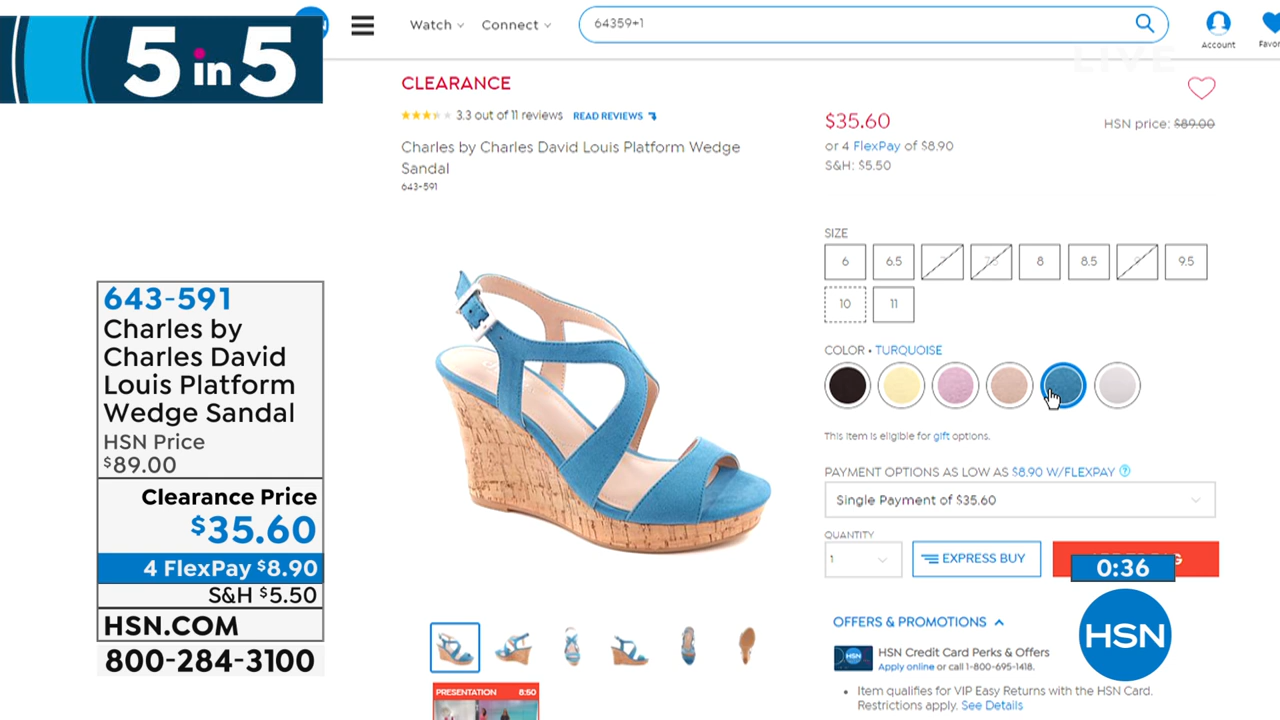 5 in 5
Watch
Connect
64359+1
Account
LIVE
CLEARANCE
3.3 out of 11 reviews READ REVIEWS
Charles by Charles David Louis Platform Wedge
Sandal
643-591
$35.60
HSN price: $89.00
or 4 FlexPay of $8.90
S&H: $5.50
SIZE
6 6.5 7 7.5 8 8.5 9 9.5
10 11
COLOR • TURQUOISE
This item is eligible for gift options.
PAYMENT OPTIONS AS LOW AS $8.90 W/FLEXPAY ?
Single Payment of $35.60
QUANTITY
1
EXPRESS BUY
0:36
OFFERS & PROMOTIONS
HSN
HSN Credit Card Perks & Offers
Apply online or call 1-800-695-1418.
• Item qualifies for VIP Easy Returns with the HSN Card.
Restrictions apply. See Details
HSN
PRESENTATION 8:50
643-591
Charles by
Charles David
Louis Platform
Wedge Sandal
HSN Price
$89.00
Clearance Price
$35.60
4 FlexPay $8.90
S&H $5.50
HSN.COM
800-284-3100